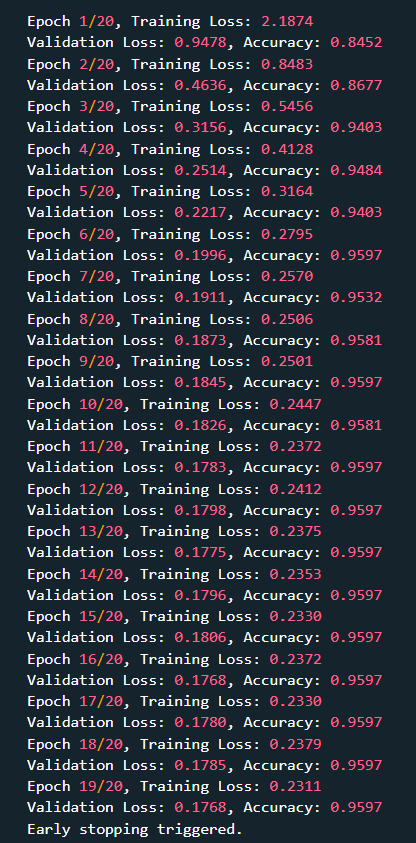 Epoch 1/20, Training Loss: 2.1874
Validation Loss: 0.9478, Accuracy: 0.8452
Epoch 2/20, Training Loss: 0.8483
Validation Loss: 0.4636, Accuracy: 0.8677
Epoch 3/20, Training Loss: 0.5456
Validation Loss: 0.3156, Accuracy: 0.9403
Epoch 4/20, Training Loss: 0.4128
Validation Loss: 0.2514, Accuracy: 0.9484
Epoch 5/20, Training Loss: 0.3164
Validation Loss: 0.2217, Accuracy: 0.9403
Epoch 6/20, Training Loss: 0.2795
Validation Loss: 0.1996, Accuracy: 0.9597
Epoch 7/20, Training Loss: 0.2570
Validation Loss: 0.1911, Accuracy: 0.9532
Epoch 8/20, Training Loss: 0.2506
Validation Loss: 0.1873, Accuracy: 0.9581
Epoch 9/20, Training Loss: 0.2501
Validation Loss: 0.1845, Accuracy: 0.9597
Epoch 10/20, Training Loss: 0.2447
Validation Loss: 0.1826, Accuracy: 0.9581
Epoch 11/20, Training Loss: 0.2372
Validation Loss: 0.1783, Accuracy: 0.9597
Epoch 12/20, Training Loss: 0.2412
Validation Loss: 0.1798, Accuracy: 0.9597
Epoch 13/20, Training Loss: 0.2375
Validation Loss: 0.1775, Accuracy: 0.9597
Epoch 14/20, Training Loss: 0.2353
Validation Loss: 0.1796, Accuracy: 0.9597
Epoch 15/20, Training Loss: 0.2330
Validation Loss: 0.1806, Accuracy: 0.9597
Epoch 16/20, Training Loss: 0.2372
Validation Loss: 0.1768, Accuracy: 0.9597
Epoch 17/20, Training Loss: 0.2330
Validation Loss: 0.1780, Accuracy: 0.9597
Epoch 18/20, Training Loss: 0.2379
Validation Loss: 0.1785, Accuracy: 0.9597
Epoch 19/20, Training Loss: 0.2311
Validation Loss: 0.1768, Accuracy: 0.9597
Early stopping triggered.